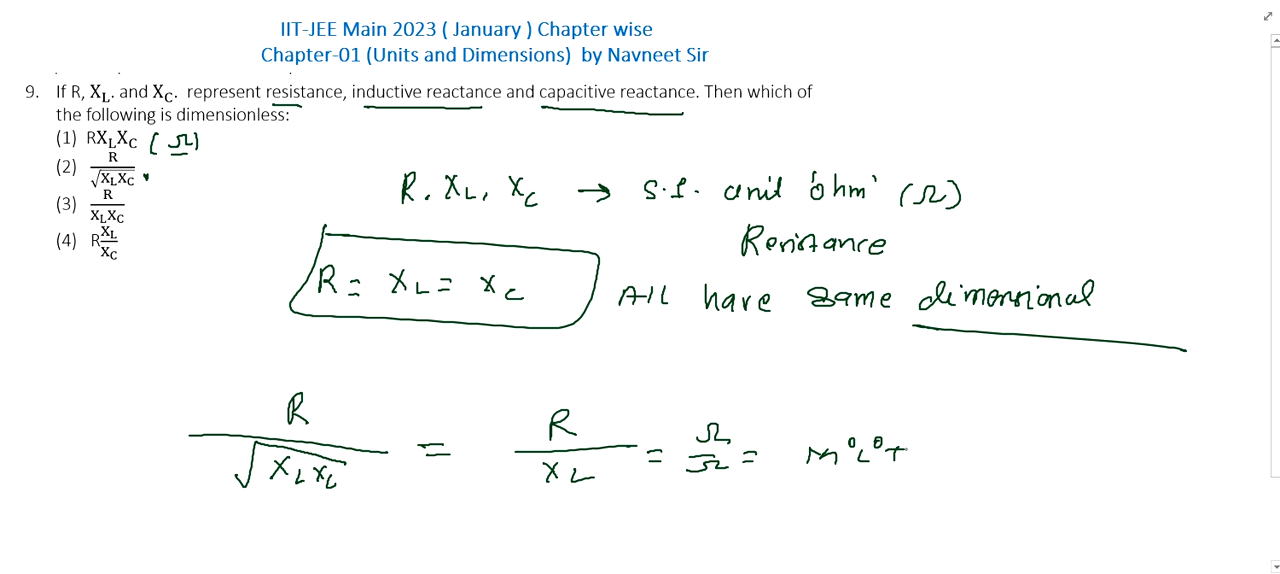 IIT-JEE Main 2023 ( January ) Chapter wise
Chapter-01 (Units and Dimensions) by Navneet Sir
9. If R, X_L. and X_C. represent resistance, inductive reactance and capacitive reactance. Then which of
the following is dimensionless:
(1) RX_LX_C (Ω)
(2) R/√(X_LX_C)
(3) R/(X_LX_C)
(4) R X_L/X_C
R. X_L, X_C → S.I. unit 'ohm' (Ω)
Resistance
R = X_L = X_C All have same dimensional
R/√(X_L X_C) = R/X_L = Ω/Ω = M⁰L⁰T